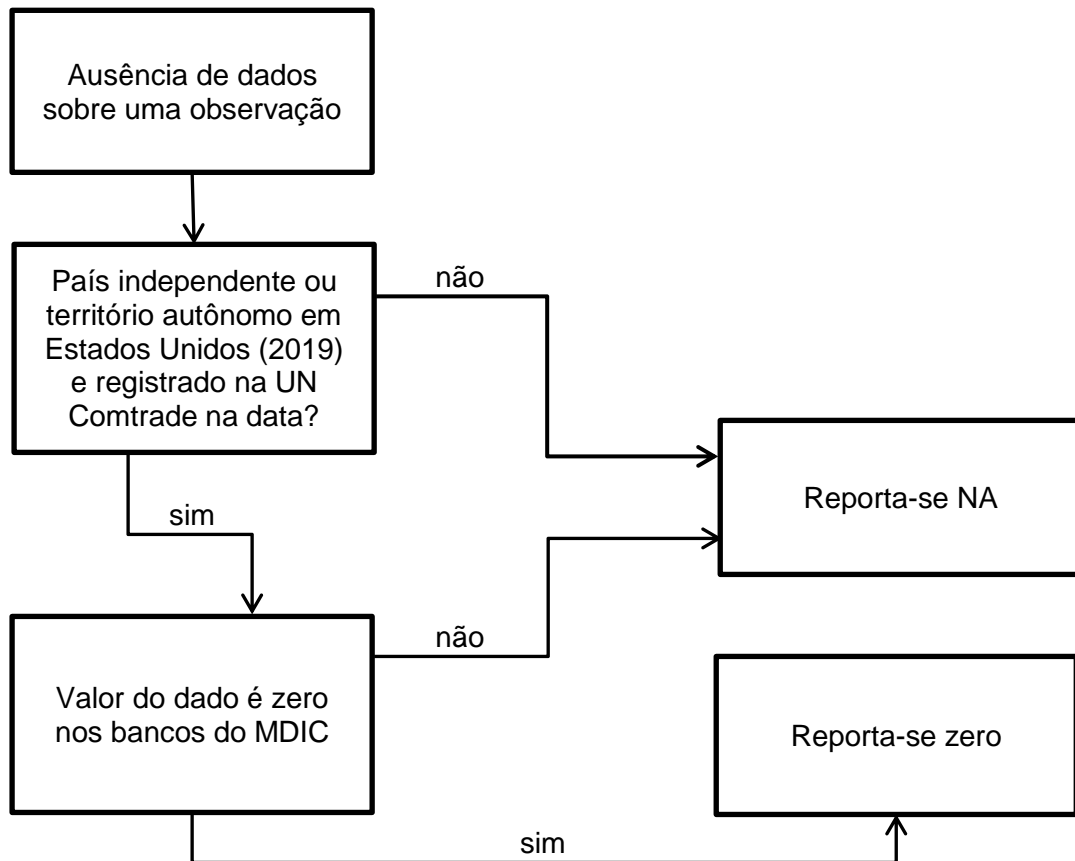 Ausência de dados
sobre uma observação
País independente ou
território autônomo em
Estados Unidos (2019)
e registrado na UN
Comtrade na data?
não
Reporta-se NA
sim
não
Valor do dado é zero
nos bancos do MDIC
Reporta-se zero
sim